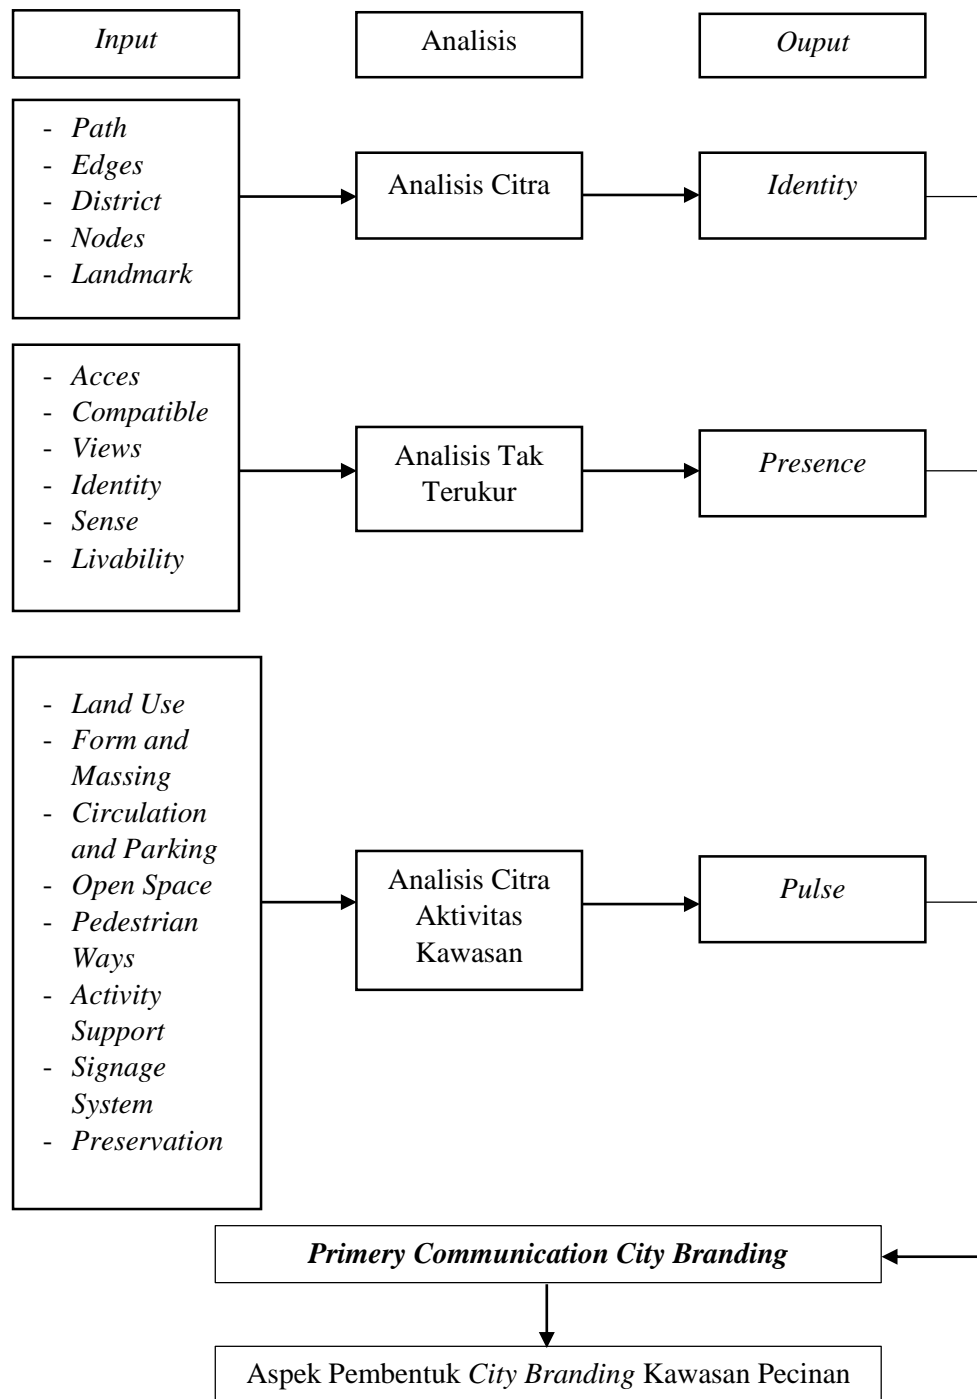 Input
Analisis
Ouput
- Path
- Edges
- District
- Nodes
- Landmark
Analisis Citra
Identity
- Acces
- Compatible
- Views
- Identity
- Sense
- Livability
Analisis Tak
Terukur
Presence
- Land Use
- Form and
Massing
- Circulation
and Parking
- Open Space
- Pedestrian
Ways
- Activity
Support
- Signage
System
- Preservation
Analisis Citra
Aktivitas
Kawasan
Pulse
Primery Communication City Branding
Aspek Pembentuk City Branding Kawasan Pecinan